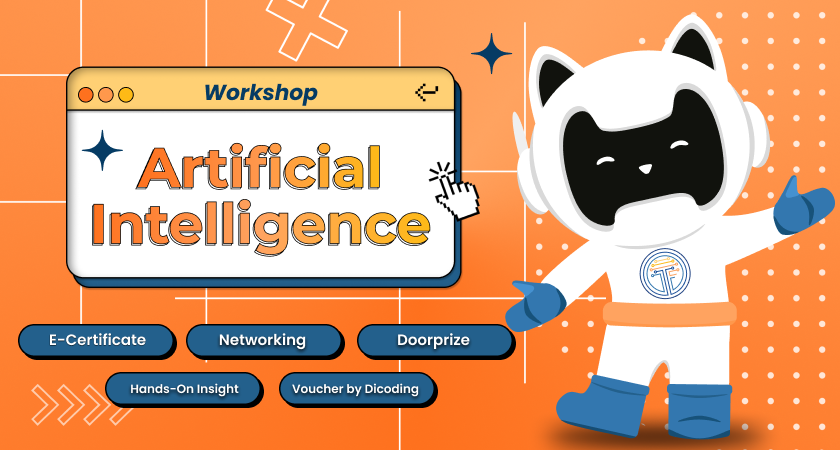 Workshop
Artificial
Intelligence
E-Certificate
Networking
Doorprize
Hands-On Insight
Voucher by Dicoding